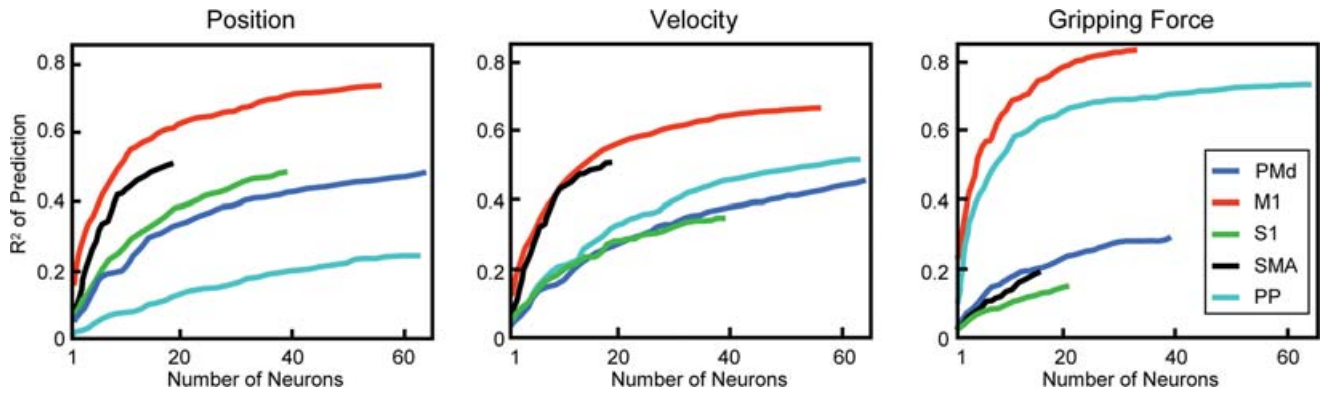 Position
Velocity
Gripping Force
R² of Prediction
0.8
0.6
0.4
0.2
0
1 20 40 60
Number of Neurons
0.8
0.6
0.4
0.2
0
1 20 40 60
Number of Neurons
0.8
0.6
0.4
0.2
0
1 20 40 60
Number of Neurons
PMd
M1
S1
SMA
PP